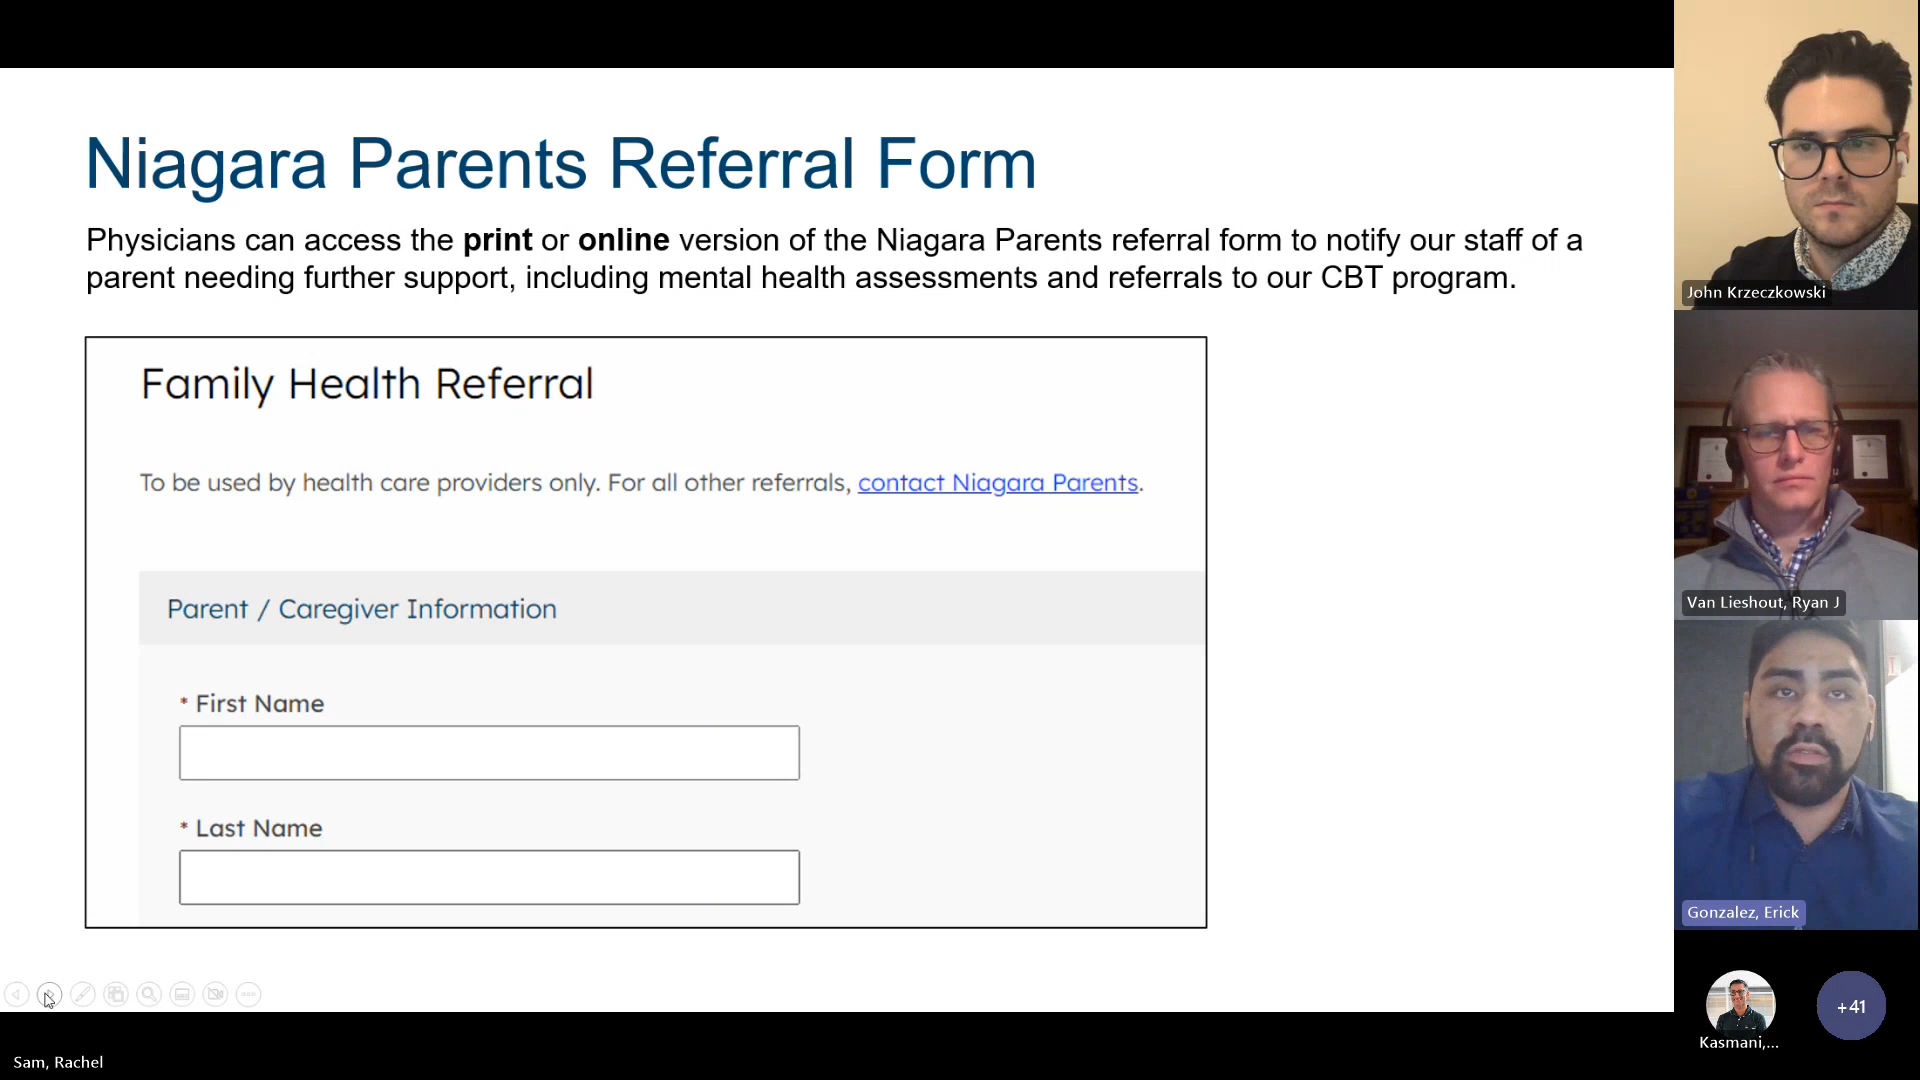 Niagara Parents Referral Form
Physicians can access the print or online version of the Niagara Parents referral form to notify our staff of a
parent needing further support, including mental health assessments and referrals to our CBT program.
Family Health Referral
To be used by health care providers only. For all other referrals, contact Niagara Parents.
Parent / Caregiver Information
* First Name
* Last Name
John Krzeczkowski
Van Lieshout, Ryan J
Gonzalez, Erick
Kasmani,...
+41
Sam, Rachel